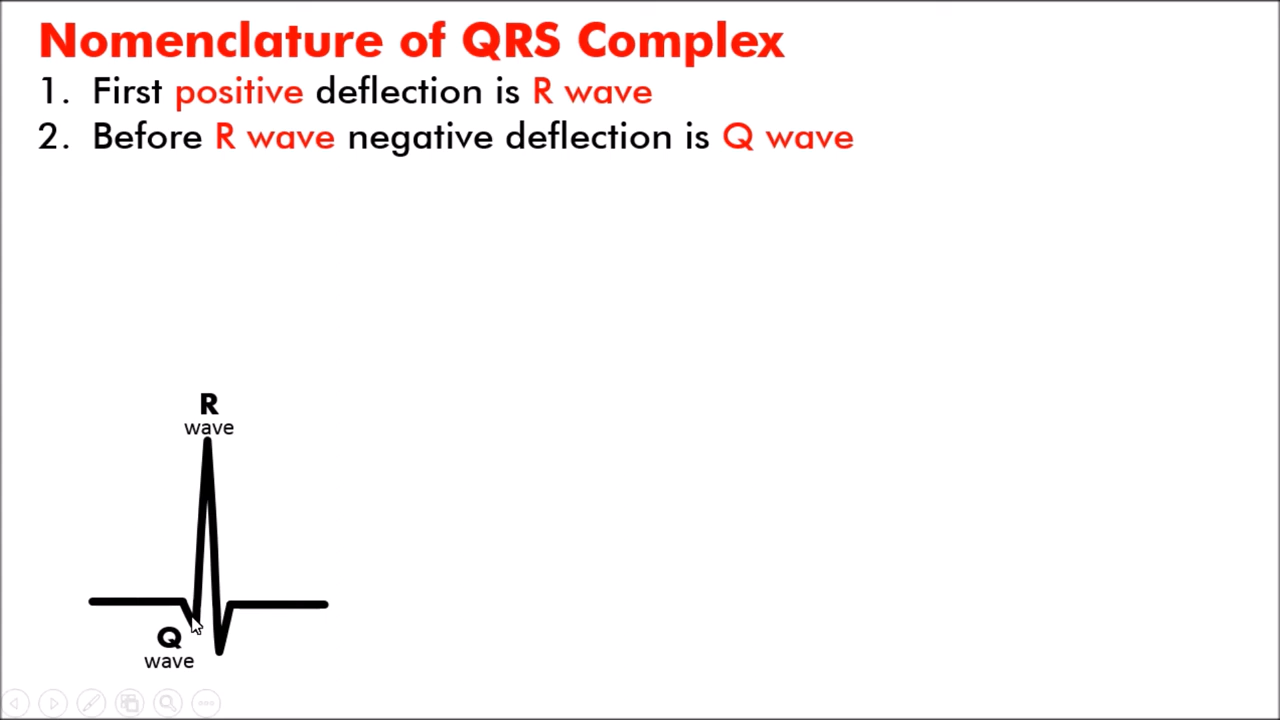 Nomenclature of QRS Complex
1. First positive deflection is R wave
2. Before R wave negative deflection is Q wave
R
wave
Q
wave